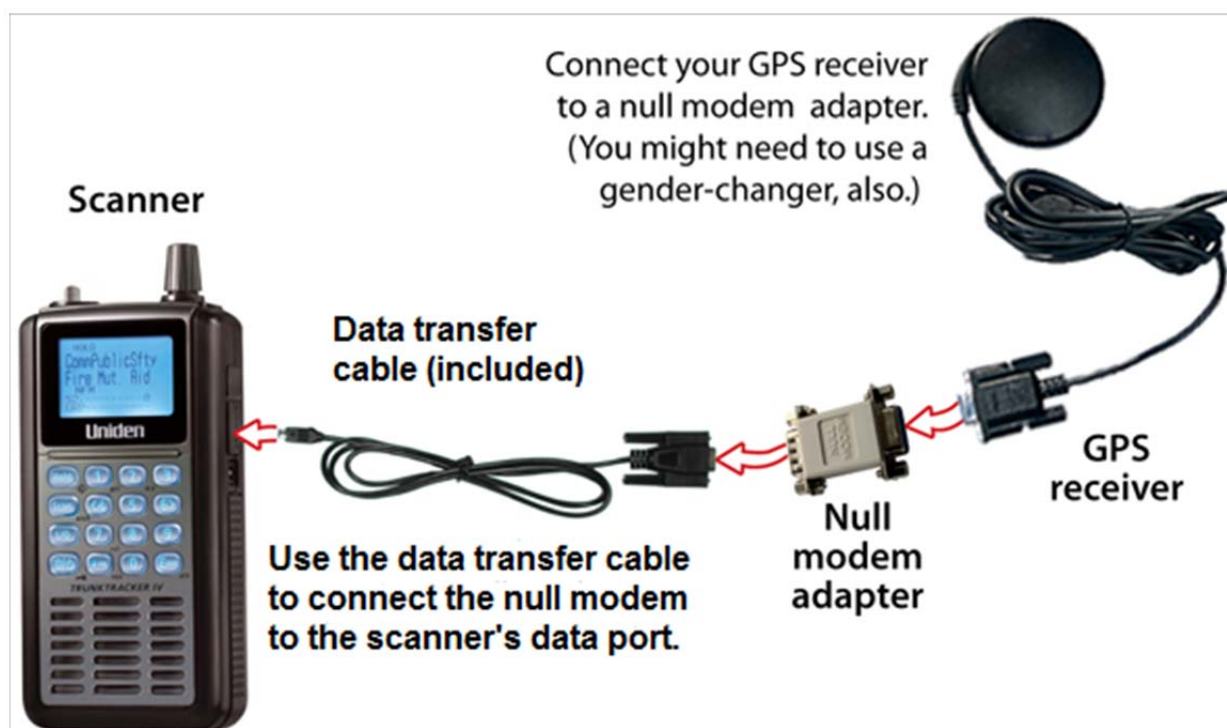 Connect your GPS receiver
to a null modem adapter.
(You might need to use a
gender-changer, also.)
Scanner
Data transfer
cable (included)
CommPublicSfty
Fire Mut. Aid
Uniden
GPS
receiver
Null
modem
adapter
Use the data transfer cable
to connect the null modem
to the scanner's data port.
TRUNKTRACKER IV